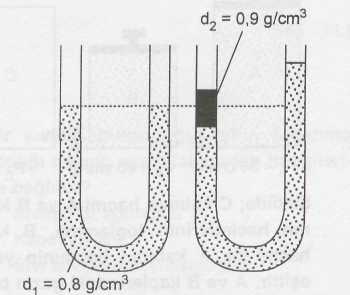 d₂ = 0,9 g/cm³
d₁ = 0,8 g/cm³